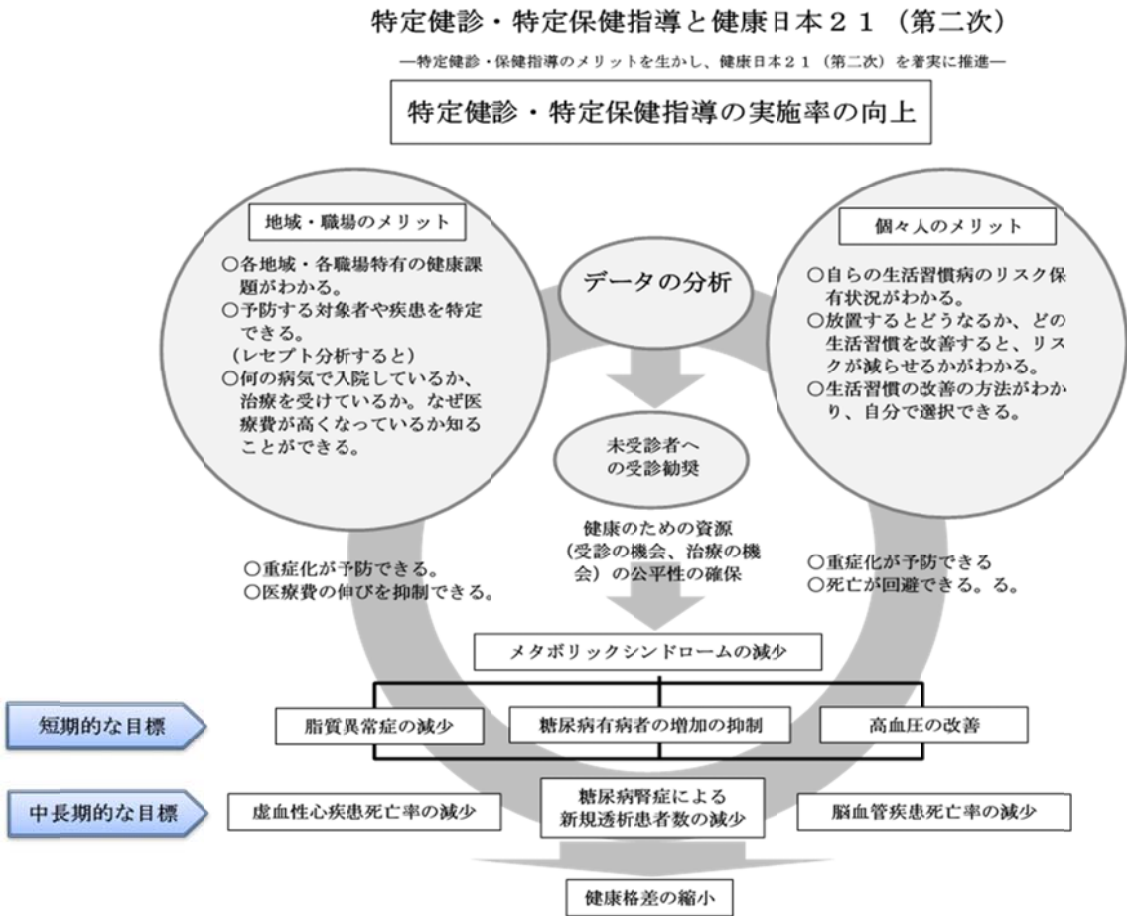 特定健診・特定保健指導と健康日本２１（第二次）
―特定健診・保健指導のメリットを生かし、健康日本２１（第二次）を着実に推進―
特定健診・特定保健指導の実施率の向上
地域・職場のメリット
○各地域・各職場特有の健康課
題がわかる。
○予防する対象者や疾患を特定
できる。
（レセプト分析すると）
○何の病気で入院しているか、
治療を受けているか。なぜ医
療費が高くなっているか知る
ことができる。
データの分析
未受診者へ
の受診勧奨
個々人のメリット
○自らの生活習慣病のリスク保
有状況がわかる。
○放置するとどうなるか、どの
生活習慣を改善すると、リス
クが減らせるかがわかる。
○生活習慣の改善の方法がわか
り、自分で選択できる。
健康のための資源
（受診の機会、治療の機
会）の公平性の確保
○重症化が予防できる。
○医療費の伸びを抑制できる。
○重症化が予防できる
○死亡が回避できる。る。
メタボリックシンドロームの減少
短期的な目標
脂質異常症の減少
糖尿病有病者の増加の抑制
高血圧の改善
中長期的な目標
虚血性心疾患死亡率の減少
糖尿病腎症による
新規透析患者数の減少
脳血管疾患死亡率の減少
健康格差の縮小